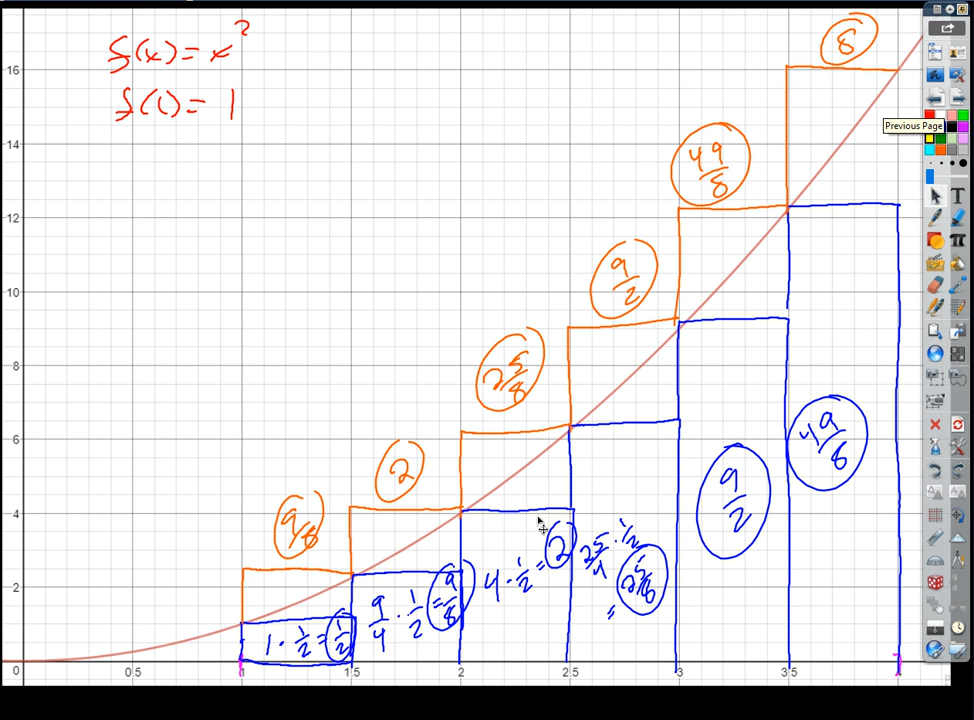 f(x) = x²
f(1) = 1
8
49/8
9/2
25/8
2
9/8
16
14
12
10
8
6
4
2
1 · 1/2 = 1/2
9/4 · 1/2 = 9/8
4 · 1/2 = 2
25/4 · 1/2 = 25/8
9/2
49/8
0
0.5
1
1.5
2
2.5
3
3.5
Previous Page
T
π